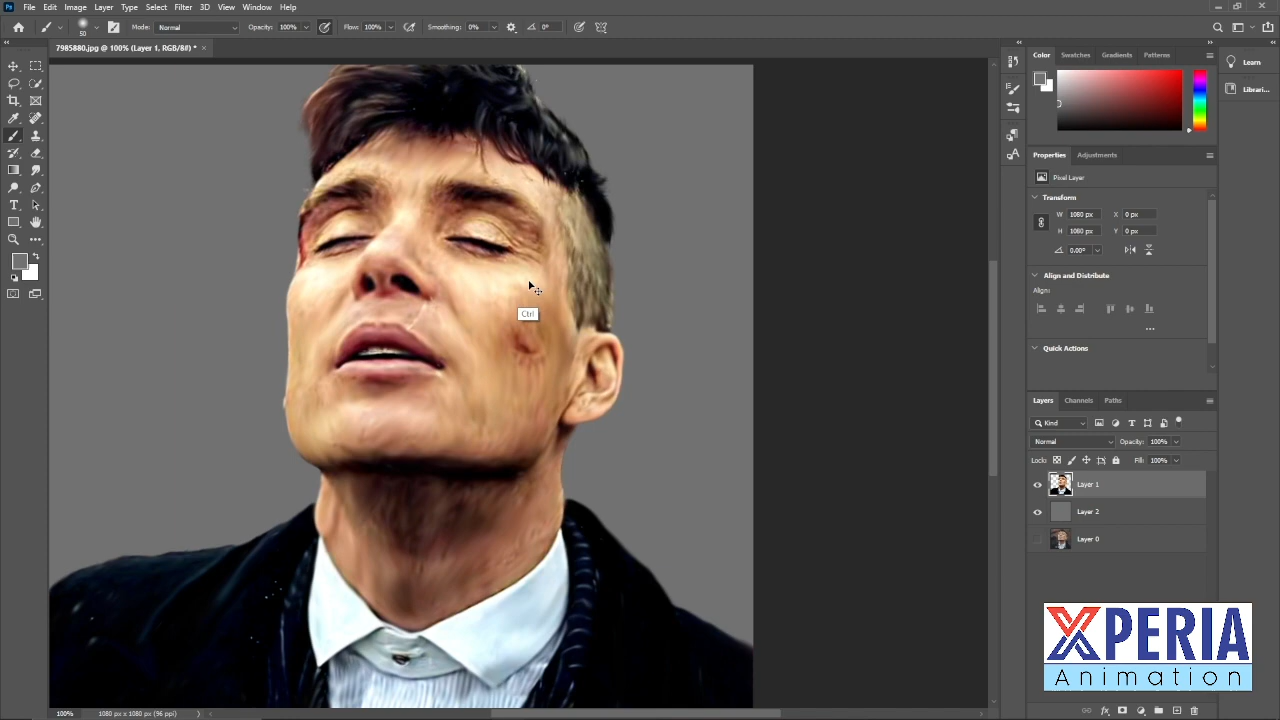 Ps File Edit Image Layer Type Select Filter 3D View Window Help
50 Mode: Normal Opacity: 100% Flow: 100% Smoothing: 0% 0°
7985880.jpg @ 100% (Layer 1, RGB/8#) * ×
Color Swatches Gradients Patterns
Learn
Librari...
Properties Adjustments
Pixel Layer
Transform
W 1080 px X 0 px
H 1080 px Y 0 px
0.00°
Align and Distribute
Align:
Quick Actions
Ctrl
Layers Channels Paths
Kind
Normal Opacity: 100%
Lock: Fill: 100%
Layer 1
Layer 2
Layer 0
XPERIA
Animation
100% 1080 px x 1080 px (96 ppi)